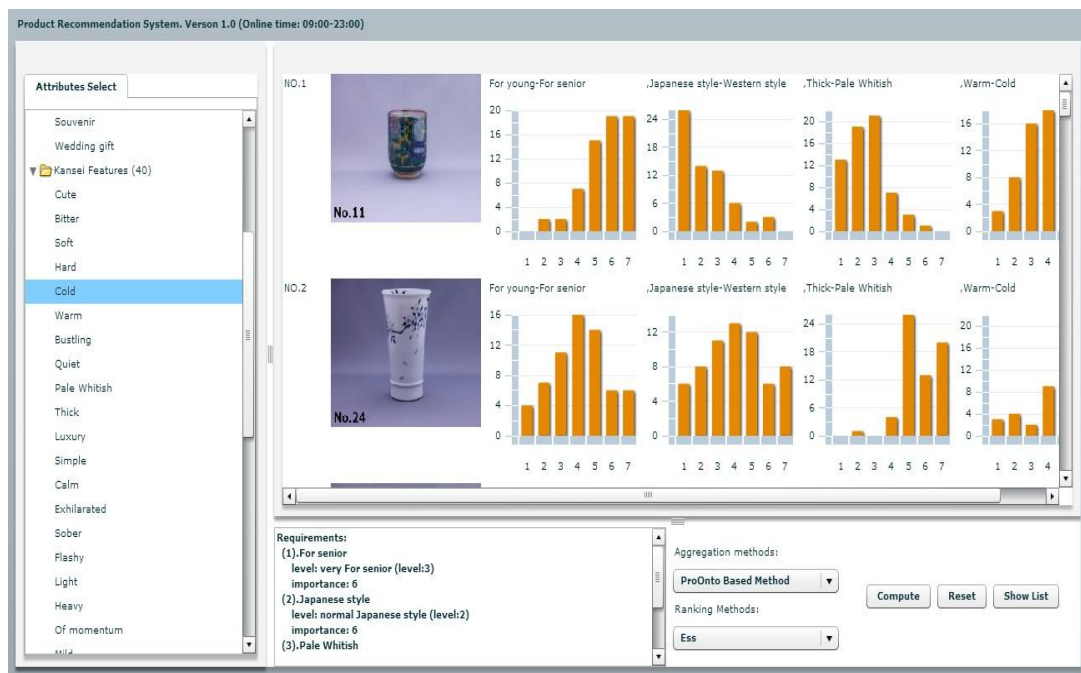 Product Recommendation System. Verson 1.0 (Online time: 09:00-23:00)
Attributes Select
Souvenir
Wedding gift
Kansei Features (40)
Cute
Bitter
Soft
Hard
Cold
Warm
Bustling
Quiet
Pale Whitish
Thick
Luxury
Simple
Calm
Exhilarated
Sober
Flashy
Light
Heavy
Of momentum
Mild
NO.1
No.11
For young-For senior
20
16
12
8
4
0
1 2 3 4 5 6 7
,Japanese style-Western style
24
18
12
6
0
1 2 3 4 5 6 7
,Thick-Pale Whitish
20
16
12
8
4
0
1 2 3 4 5 6 7
,Warm-Cold
16
12
8
4
0
1 2 3 4
NO.2
No.24
For young-For senior
16
12
8
4
0
1 2 3 4 5 6 7
,Japanese style-Western style
12
8
4
0
1 2 3 4 5 6 7
,Thick-Pale Whitish
24
18
12
6
0
1 2 3 4 5 6 7
,Warm-Cold
20
16
12
8
4
0
1 2 3 4
Requirements:
(1).For senior
level: very For senior (level:3)
importance: 6
(2).Japanese style
level: normal Japanese style (level:2)
importance: 6
(3).Pale Whitish
Aggregation methods:
ProOnto Based Method
Ranking Methods:
Ess
Compute
Reset
Show List